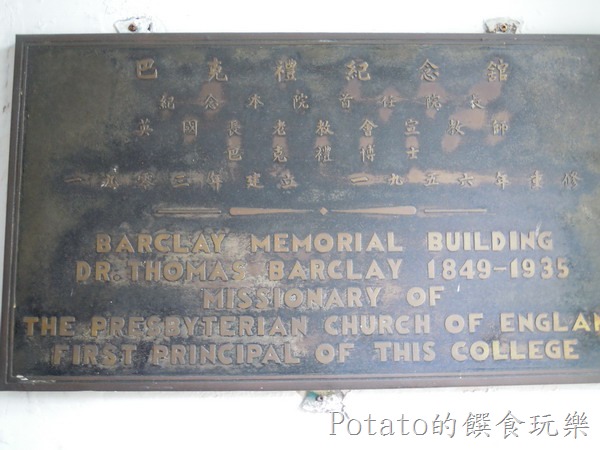 巴克禮紀念館
紀念本院首任院長
英國長老教會宣教師
巴克禮博士
一九零三年建造 一九五六年重修
BARCLAY MEMORIAL BUILDING
DR. THOMAS BARCLAY 1849-1935
MISSIONARY OF
THE PRESBYTERIAN CHURCH OF ENGLAN
FIRST PRINCIPAL OF THIS COLLEGE
Potato的饌食玩樂